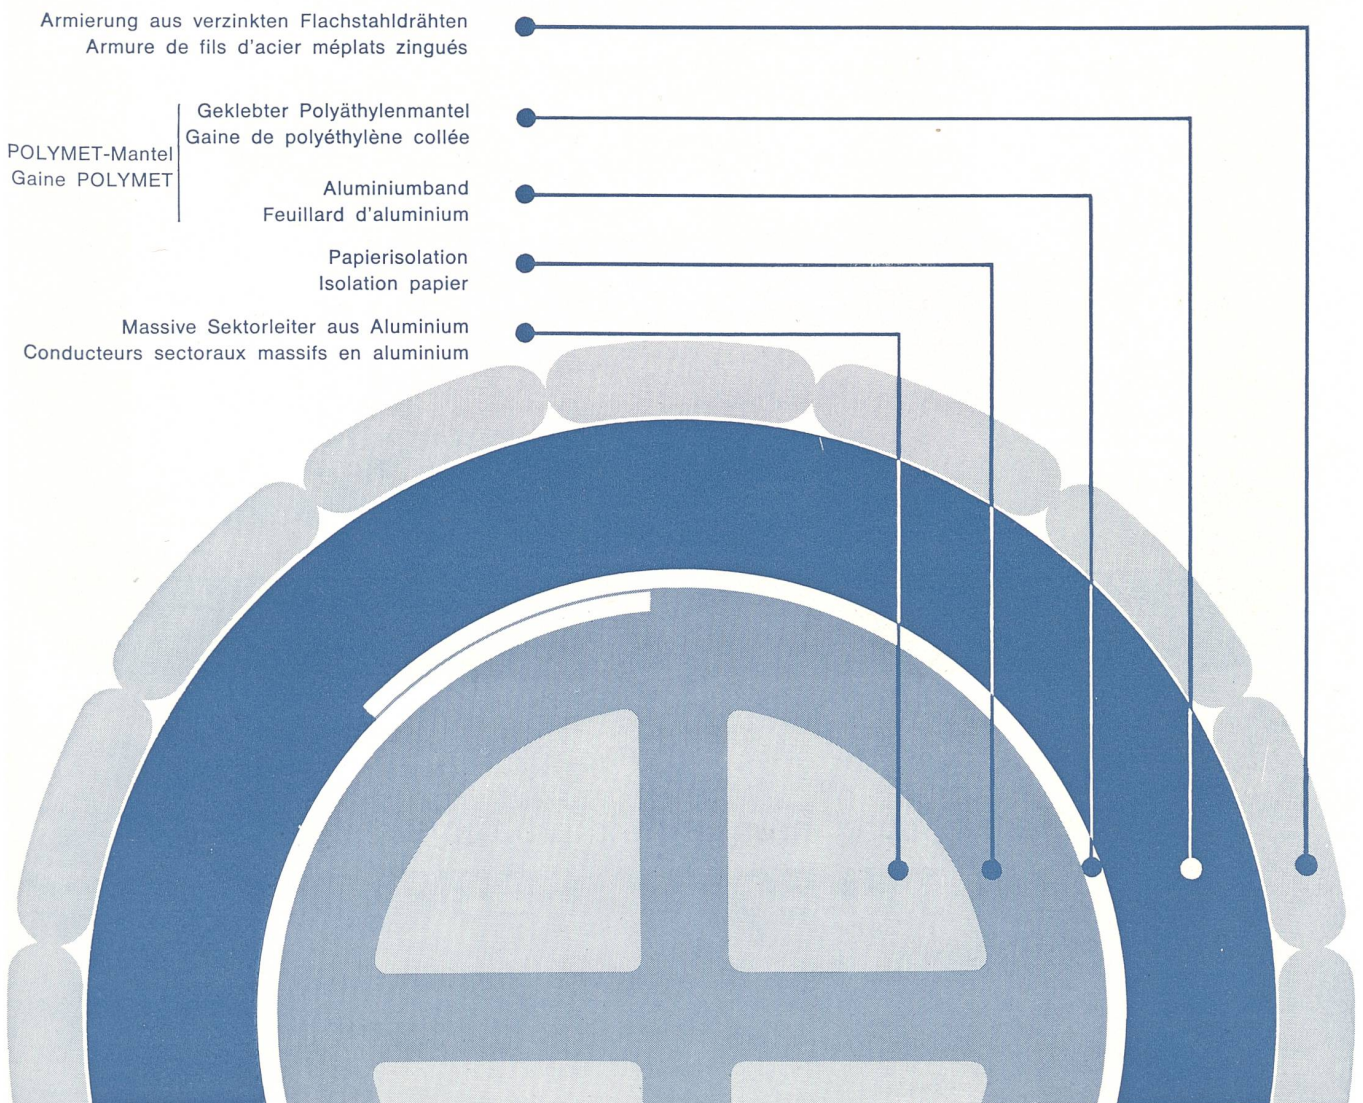 Armierung aus verzinkten Flachstahldrähten
Armure de fils d'acier méplats zingués
Geklebter Polyäthylenmantel
Gaine de polyéthylène collée
POLYMET-Mantel
Gaine POLYMET
Aluminiumband
Feuillard d'aluminium
Papierisolation
Isolation papier
Massive Sektorleiter aus Aluminium
Conducteurs sectoraux massifs en aluminium